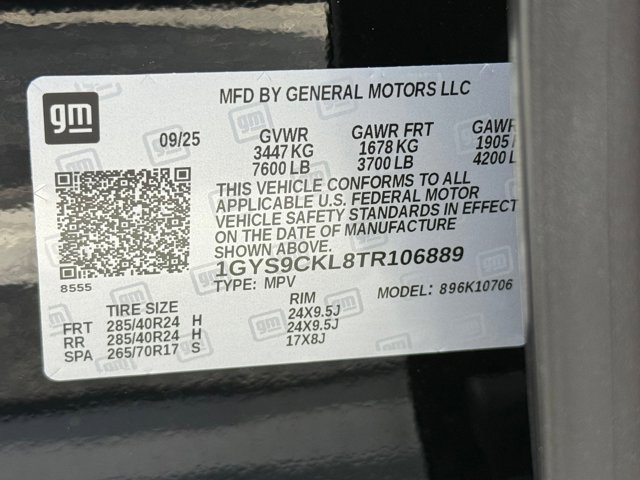 gm
MFD BY GENERAL MOTORS LLC
09/25
GVWR GAWR FRT GAWR
3447 KG 1678 KG 1905
7600 LB 3700 LB 4200 L
THIS VEHICLE CONFORMS TO ALL
APPLICABLE U.S. FEDERAL MOTOR
VEHICLE SAFETY STANDARDS IN EFFECT
ON THE DATE OF MANUFACTURE
SHOWN ABOVE.
1GYS9CKL8TR106889
8555
TYPE: MPV MODEL: 896K10706
TIRE SIZE RIM
FRT 285/40R24 H 24X9.5J
RR 285/40R24 H 24X9.5J
SPA 265/70R17 S 17X8J